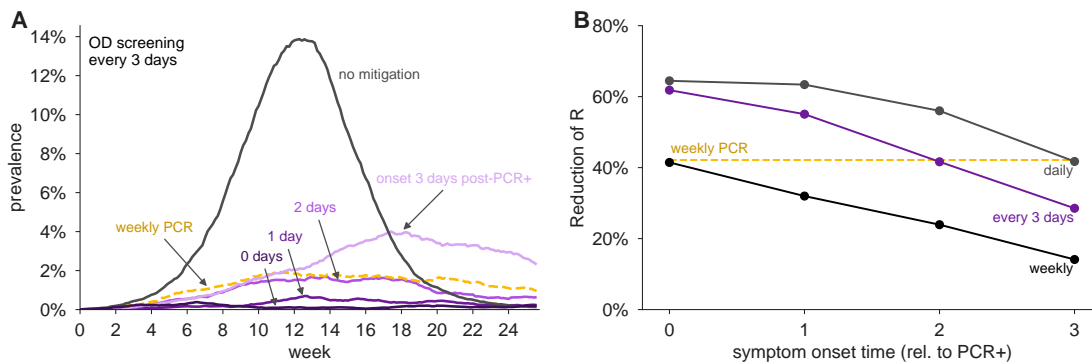 A
OD screening
every 3 days
14%
12%
10%
8%
6%
4%
2%
0%
prevalence
no mitigation
onset 3 days post-PCR+
weekly PCR
2 days
1 day
0 days
0 2 4 6 8 10 12 14 16 18 20 22 24
week
B
80%
60%
40%
20%
0%
Reduction of R
weekly PCR
daily
every 3 days
weekly
0 1 2 3
symptom onset time (rel. to PCR+)